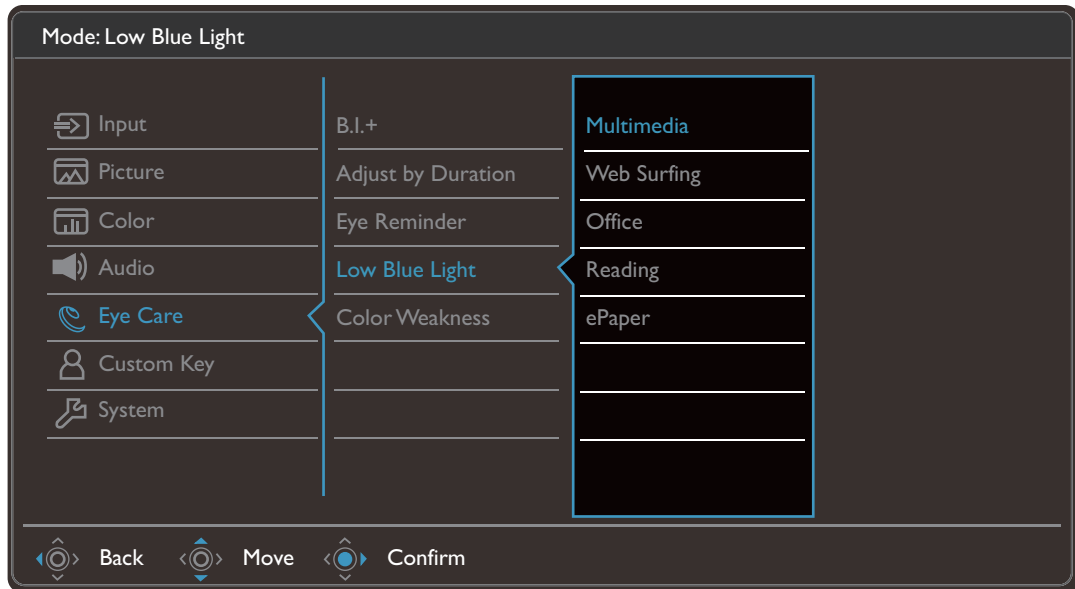 Mode: Low Blue Light
Input
Picture
Color
Audio
Eye Care
Custom Key
System
B.I.+
Adjust by Duration
Eye Reminder
Low Blue Light
Color Weakness
Multimedia
Web Surfing
Office
Reading
ePaper
Back Move Confirm